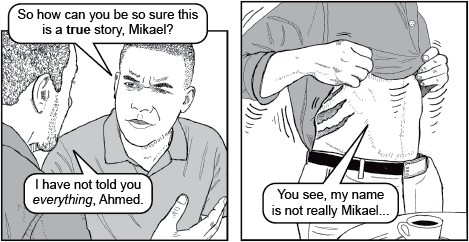 So how can you be so sure this
is a true story, Mikael?
I have not told you
everything, Ahmed.
You see, my name
is not really Mikael...